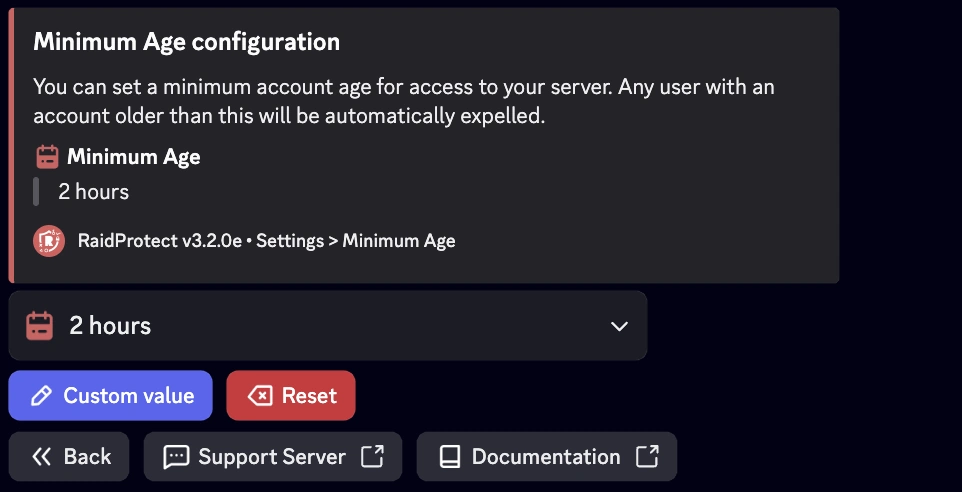 Minimum Age configuration
You can set a minimum account age for access to your server. Any user with an
account older than this will be automatically expelled.
Minimum Age
2 hours
RaidProtect v3.2.0e • Settings > Minimum Age
2 hours
Custom value
Reset
Back
Support Server
Documentation